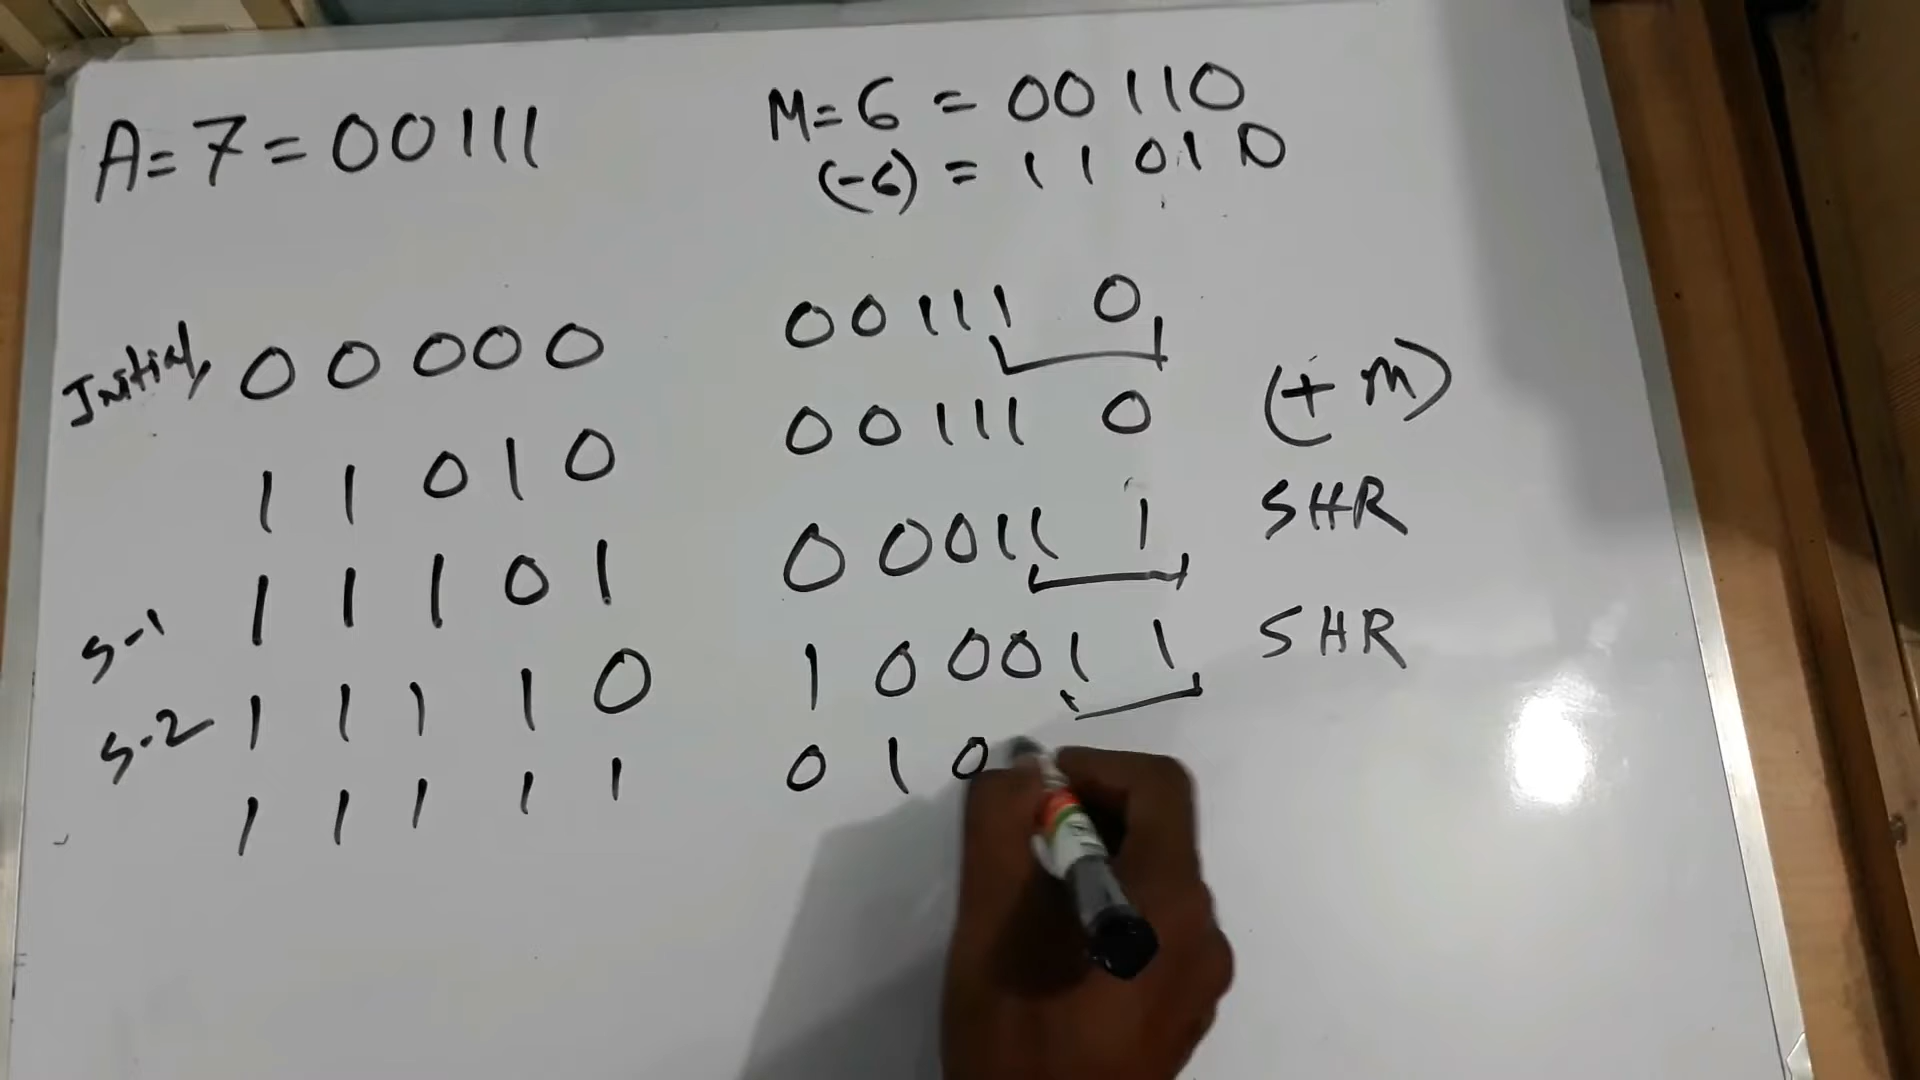 A=7=00111 M=6 = 00110
(-6) = 11010
Initial, 00000 00111 0
11010 00111 0 (+M)
S-1 11101 00011 1 SHR
S-2 11110 10001 1 SHR
11111 010